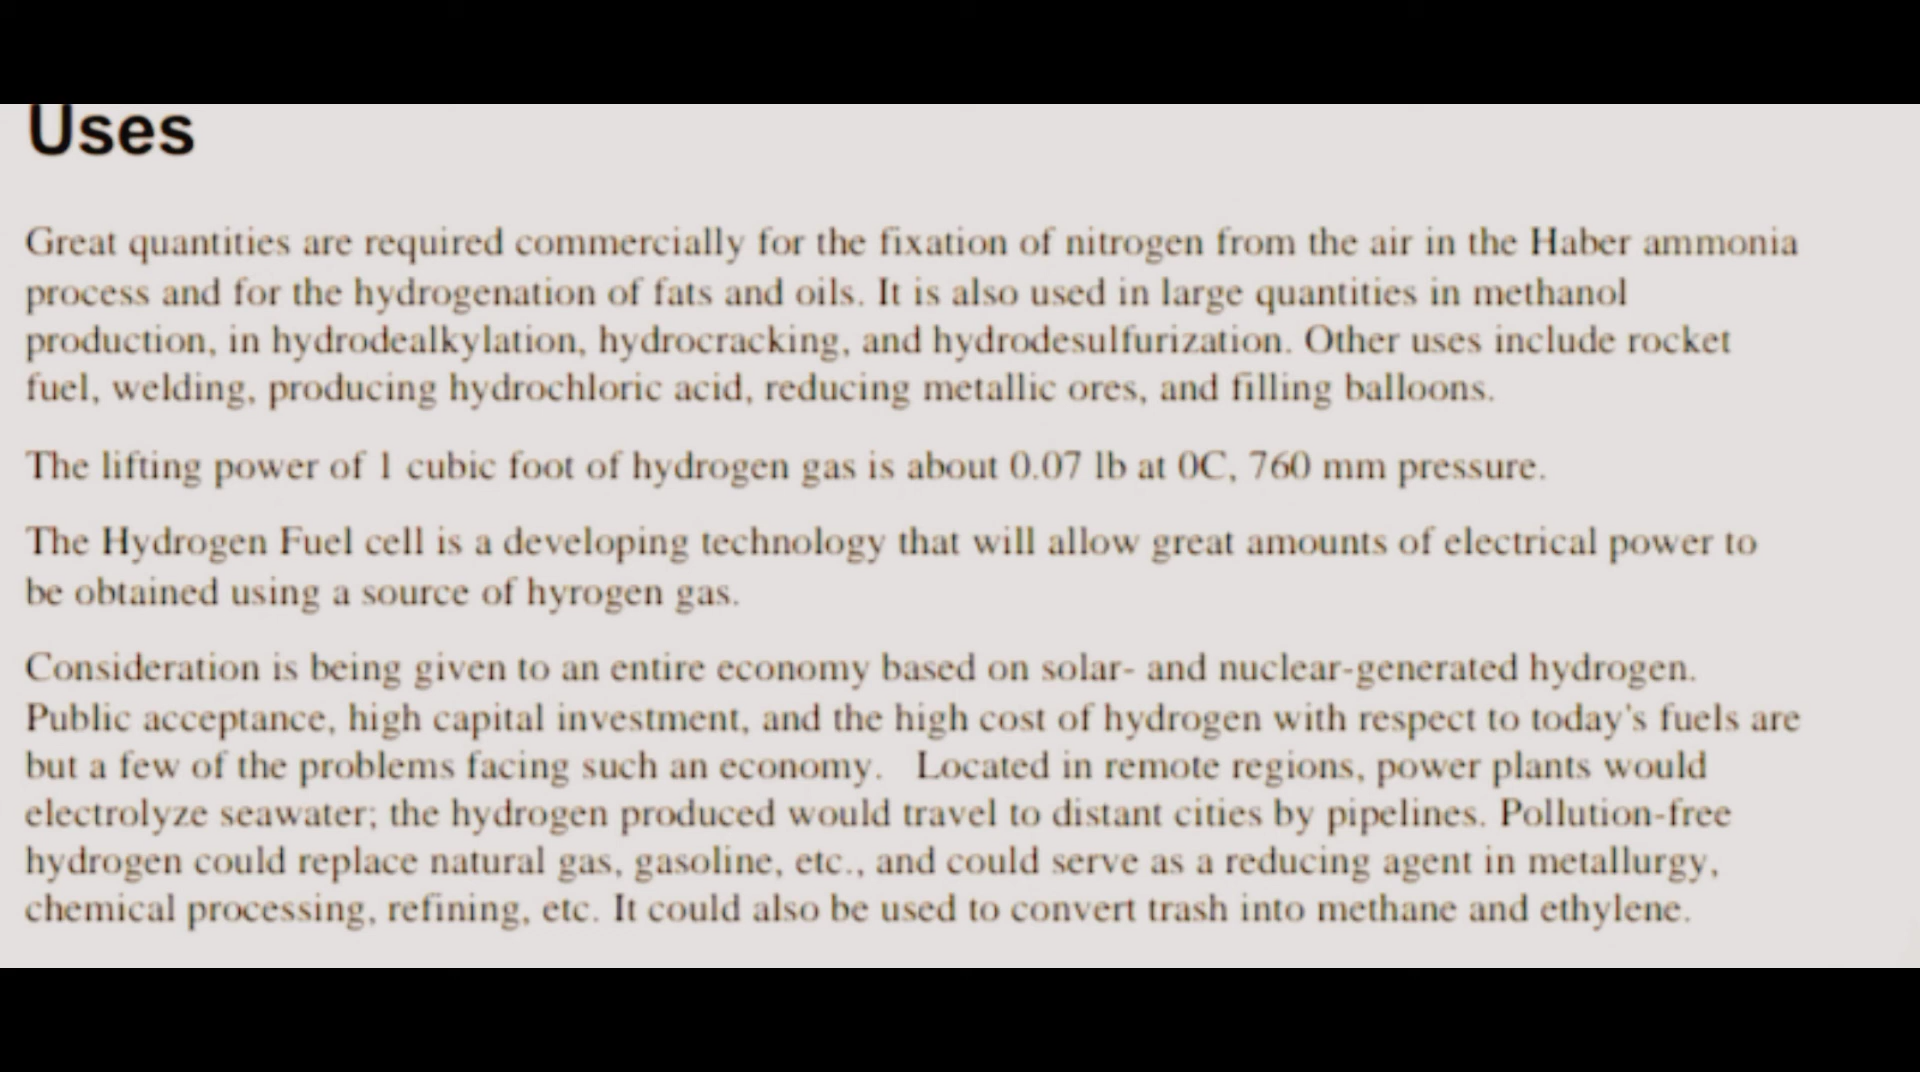 Uses
Great quantities are required commercially for the fixation of nitrogen from the air in the Haber ammonia
process and for the hydrogenation of fats and oils. It is also used in large quantities in methanol
production, in hydrodealkylation, hydrocracking, and hydrodesulfurization. Other uses include rocket
fuel, welding, producing hydrochloric acid, reducing metallic ores, and filling balloons.
The lifting power of 1 cubic foot of hydrogen gas is about 0.07 lb at 0C, 760 mm pressure.
The Hydrogen Fuel cell is a developing technology that will allow great amounts of electrical power to
be obtained using a source of hyrogen gas.
Consideration is being given to an entire economy based on solar- and nuclear-generated hydrogen.
Public acceptance, high capital investment, and the high cost of hydrogen with respect to today's fuels are
but a few of the problems facing such an economy.   Located in remote regions, power plants would
electrolyze seawater; the hydrogen produced would travel to distant cities by pipelines. Pollution-free
hydrogen could replace natural gas, gasoline, etc., and could serve as a reducing agent in metallurgy,
chemical processing, refining, etc. It could also be used to convert trash into methane and ethylene.